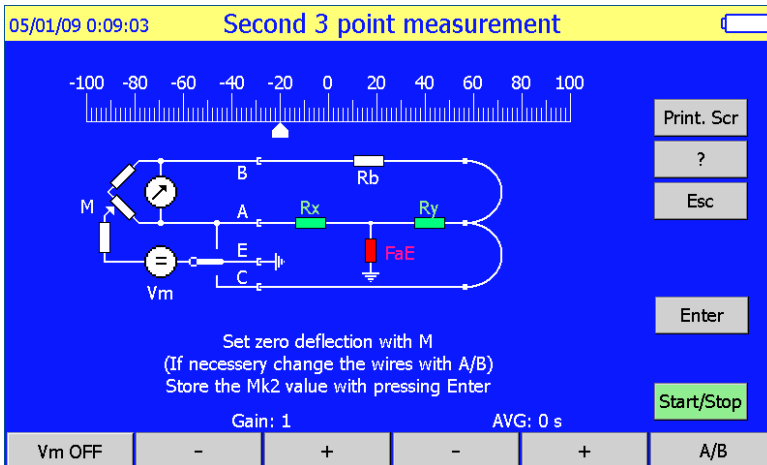 05/01/09 0:09:03 Second 3 point measurement
-100 -80 -60 -40 -20 0 20 40 60 80 100
Print. Scr
?
Esc
B
Rb
M
A
Rx
Ry
E
FaE
C
Vm
Enter
Set zero deflection with M
(If necessery change the wires with A/B)
Store the Mk2 value with pressing Enter
Start/Stop
Gain: 1 AVG: 0 s
Vm OFF - + - + A/B